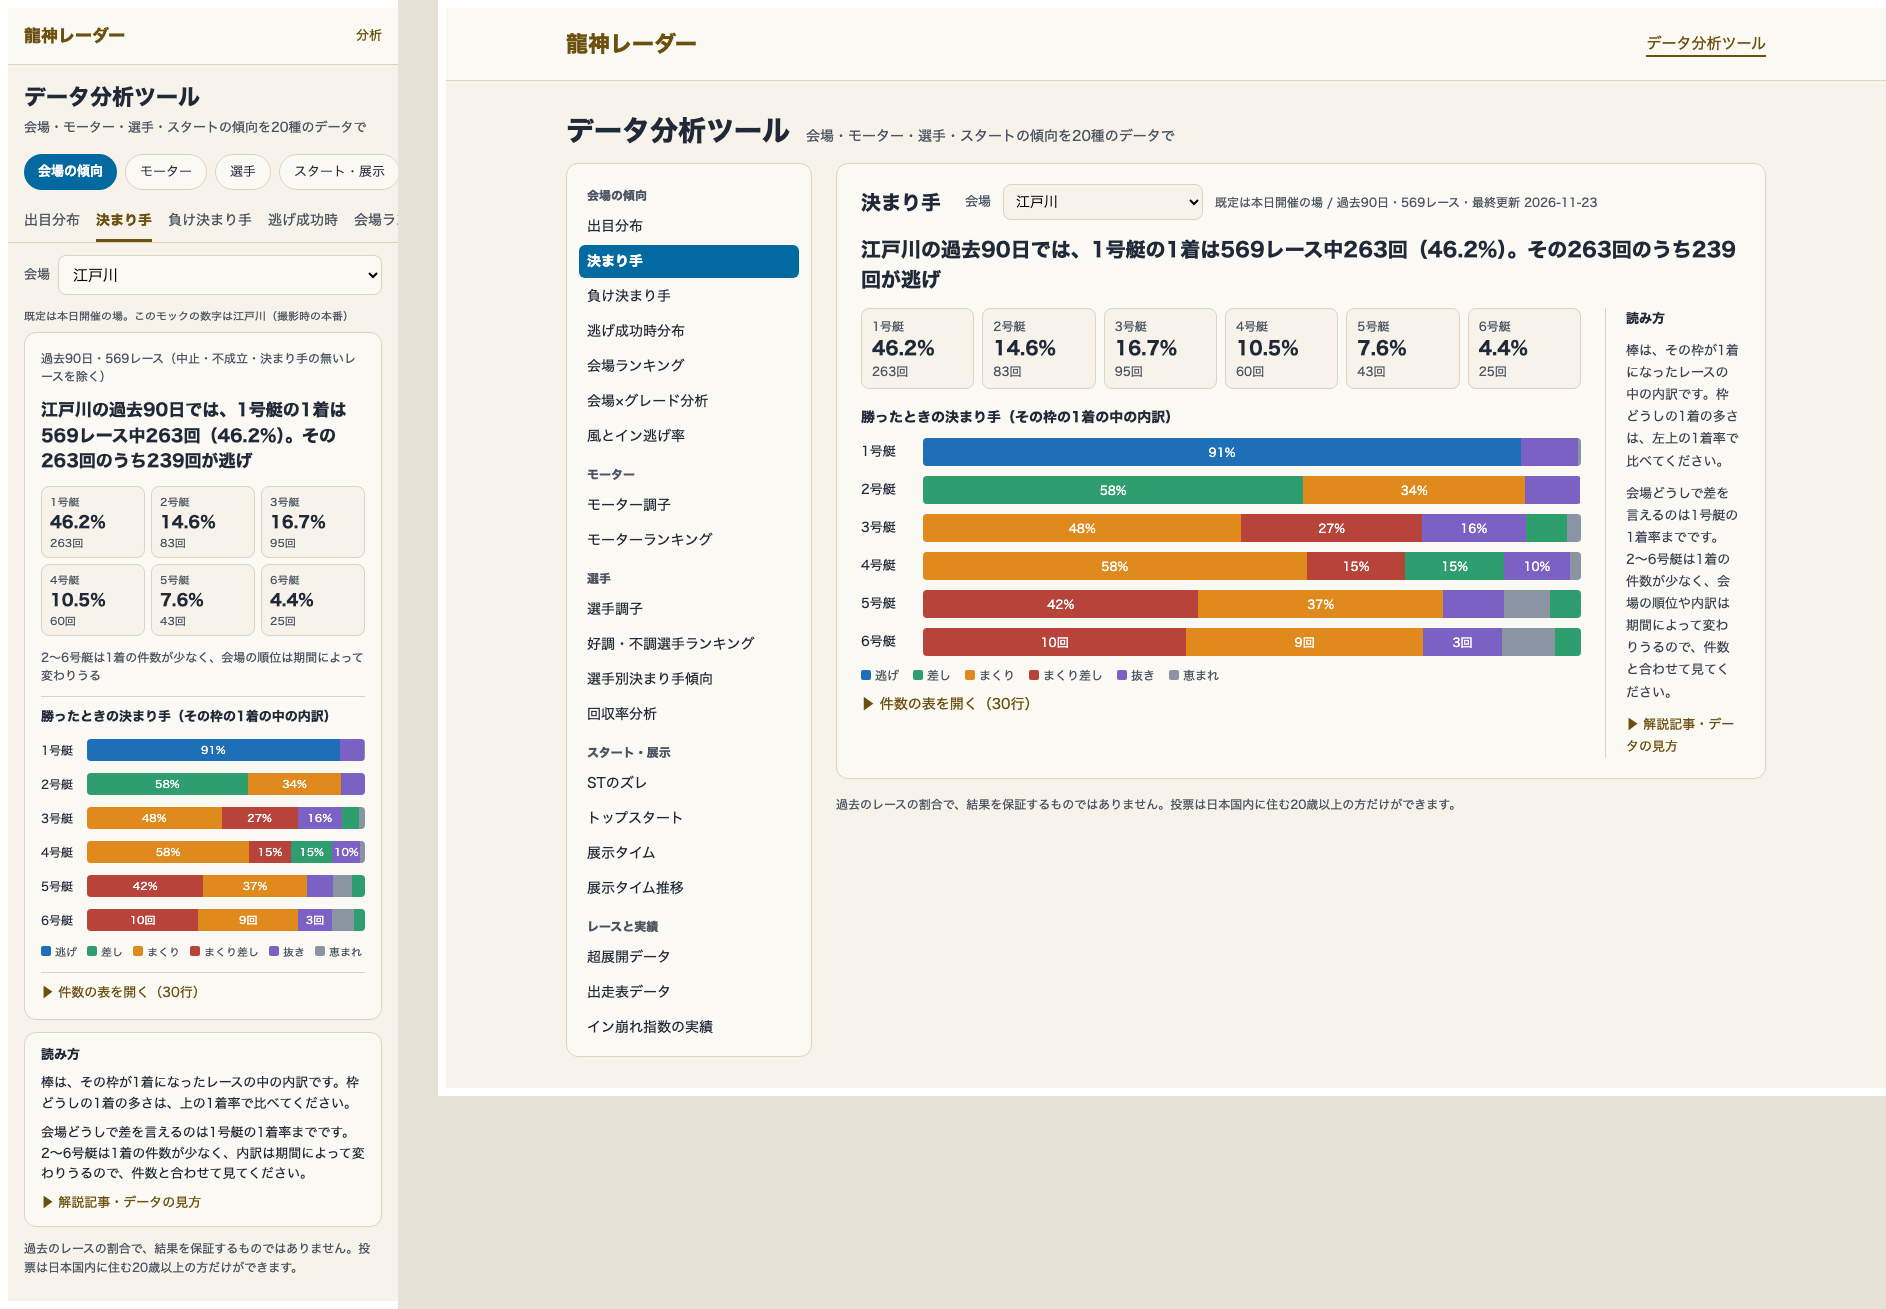 龍神レーダー
分析
データ分析ツール
会場・モーター・選手・スタートの傾向を20種のデータで
会場の傾向
モーター
選手
スタート・展示
出目分布
決まり手
負け決まり手
逃げ成功時
会場ラ
会場
江戸川
既定は本日開催の場。このモックの数字は江戸川（撮影時の本番）
過去90日・569レース（中止・不成立・決まり手の無いレ
ースを除く）
江戸川の過去90日では、1号艇の1着は
569レース中263回（46.2%）。その
263回のうち239回が逃げ
1号艇
46.2%
263回
2号艇
14.6%
83回
3号艇
16.7%
95回
4号艇
10.5%
60回
5号艇
7.6%
43回
6号艇
4.4%
25回
2〜6号艇は1着の件数が少なく、会場の順位は期間によって
変わりうる
勝ったときの決まり手（その枠の1着の中の内訳）
1号艇 91%
2号艇 58% 34%
3号艇 48% 27% 16%
4号艇 58% 15% 15% 10%
5号艇 42% 37%
6号艇 10回 9回 3回
逃げ 差し まくり まくり差し 抜き 恵まれ
▶ 件数の表を開く（30行）
読み方
棒は、その枠が1着になったレースの中の内訳です。枠
どうしの1着の多さは、上の1着率で比べてください。
会場どうしで差を言えるのは1号艇の1着率までです。
2〜6号艇は1着の件数が少なく、内訳は期間によって変
わりうるので、件数と合わせて見てください。
▶ 解説記事・データの見方
過去のレースの割合で、結果を保証するものではありません。投
票は日本国内に住む20歳以上の方だけができます。
龍神レーダー
データ分析ツール
データ分析ツール
会場・モーター・選手・スタートの傾向を20種のデータで
会場の傾向
出目分布
決まり手
負け決まり手
逃げ成功時分布
会場ランキング
会場×グレード分析
風とイン逃げ率
モーター
モーター調子
モーターランキング
選手
選手調子
好調・不調選手ランキング
選手別決まり手傾向
回収率分析
スタート・展示
STのズレ
トップスタート
展示タイム
展示タイム推移
レースと実績
超展開データ
出走表データ
イン崩れ指数の実績
決まり手
会場
江戸川
既定は本日開催の場 / 過去90日・569レース・最終更新 2026-11-23
江戸川の過去90日では、1号艇の1着は569レース中263回（46.2%）。その263回のうち239
回が逃げ
1号艇
46.2%
263回
2号艇
14.6%
83回
3号艇
16.7%
95回
4号艇
10.5%
60回
5号艇
7.6%
43回
6号艇
4.4%
25回
勝ったときの決まり手（その枠の1着の中の内訳）
1号艇 91%
2号艇 58% 34%
3号艇 48% 27% 16%
4号艇 58% 15% 15% 10%
5号艇 42% 37%
6号艇 10回 9回 3回
逃げ 差し まくり まくり差し 抜き 恵まれ
▶ 件数の表を開く（30行）
読み方
棒は、その枠が1着
になったレースの
中の内訳です。枠
どうしの1着の多さ
は、左上の1着率で
比べてください。
会場どうしで差を
言えるのは1号艇の
1着率までです。
2〜6号艇は1着の
件数が少なく、会
場の順位や内訳は
期間によって変わ
りうるので、件数
と合わせて見てく
ださい。
▶ 解説記事・デー
タの見方
過去のレースの割合で、結果を保証するものではありません。投票は日本国内に住む20歳以上の方だけができます。